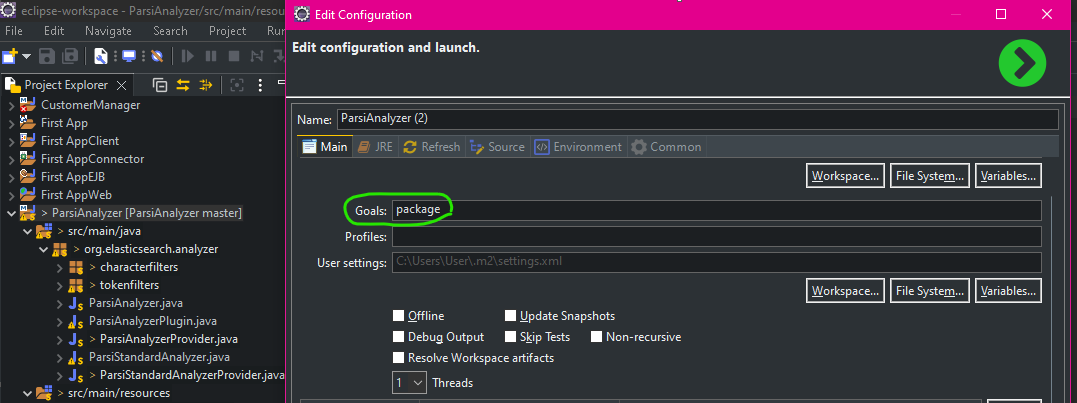 eclipse-workspace - ParsiAnalyzer/src/main/resou
File Edit Navigate Search Project Ru
Project Explorer
CustomerManager
First App
First AppClient
First AppConnector
First AppEJB
First AppWeb
> ParsiAnalyzer [ParsiAnalyzer master]
> src/main/java
> org.elasticsearch.analyzer
> characterfilters
> tokenfilters
> ParsiAnalyzer.java
ParsiAnalyzerPlugin.java
> ParsiAnalyzerProvider.java
ParsiStandardAnalyzer.java
> ParsiStandardAnalyzerProvider.java
> src/main/resources
Edit Configuration
Edit configuration and launch.
Name: ParsiAnalyzer (2)
Main JRE Refresh Source Environment Common
Workspace... File System... Variables...
Goals: package
Profiles:
User settings: C:\Users\User\.m2\settings.xml
Workspace... File System... Variables...
Offline Update Snapshots
Debug Output Skip Tests Non-recursive
Resolve Workspace artifacts
1 Threads